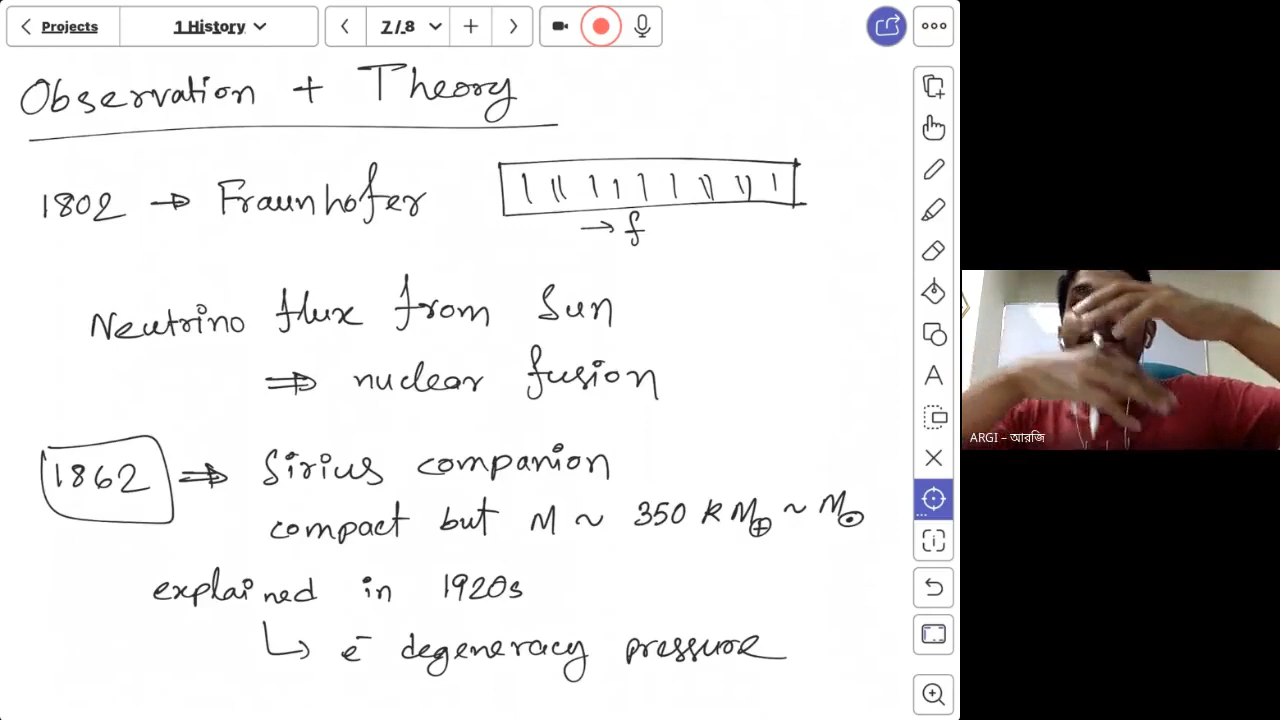 Projects
1 History
7/8
Observation + Theory
1802 → Fraunhofer
→ f
Neutrino flux from Sun
⇒ nuclear fusion
1862 ⇒ Sirius companion
compact but M ~ 350 k M⊕ ~ M⊙
explained in 1920s
↳ e⁻ degeneracy pressure
ARGI – আরজি